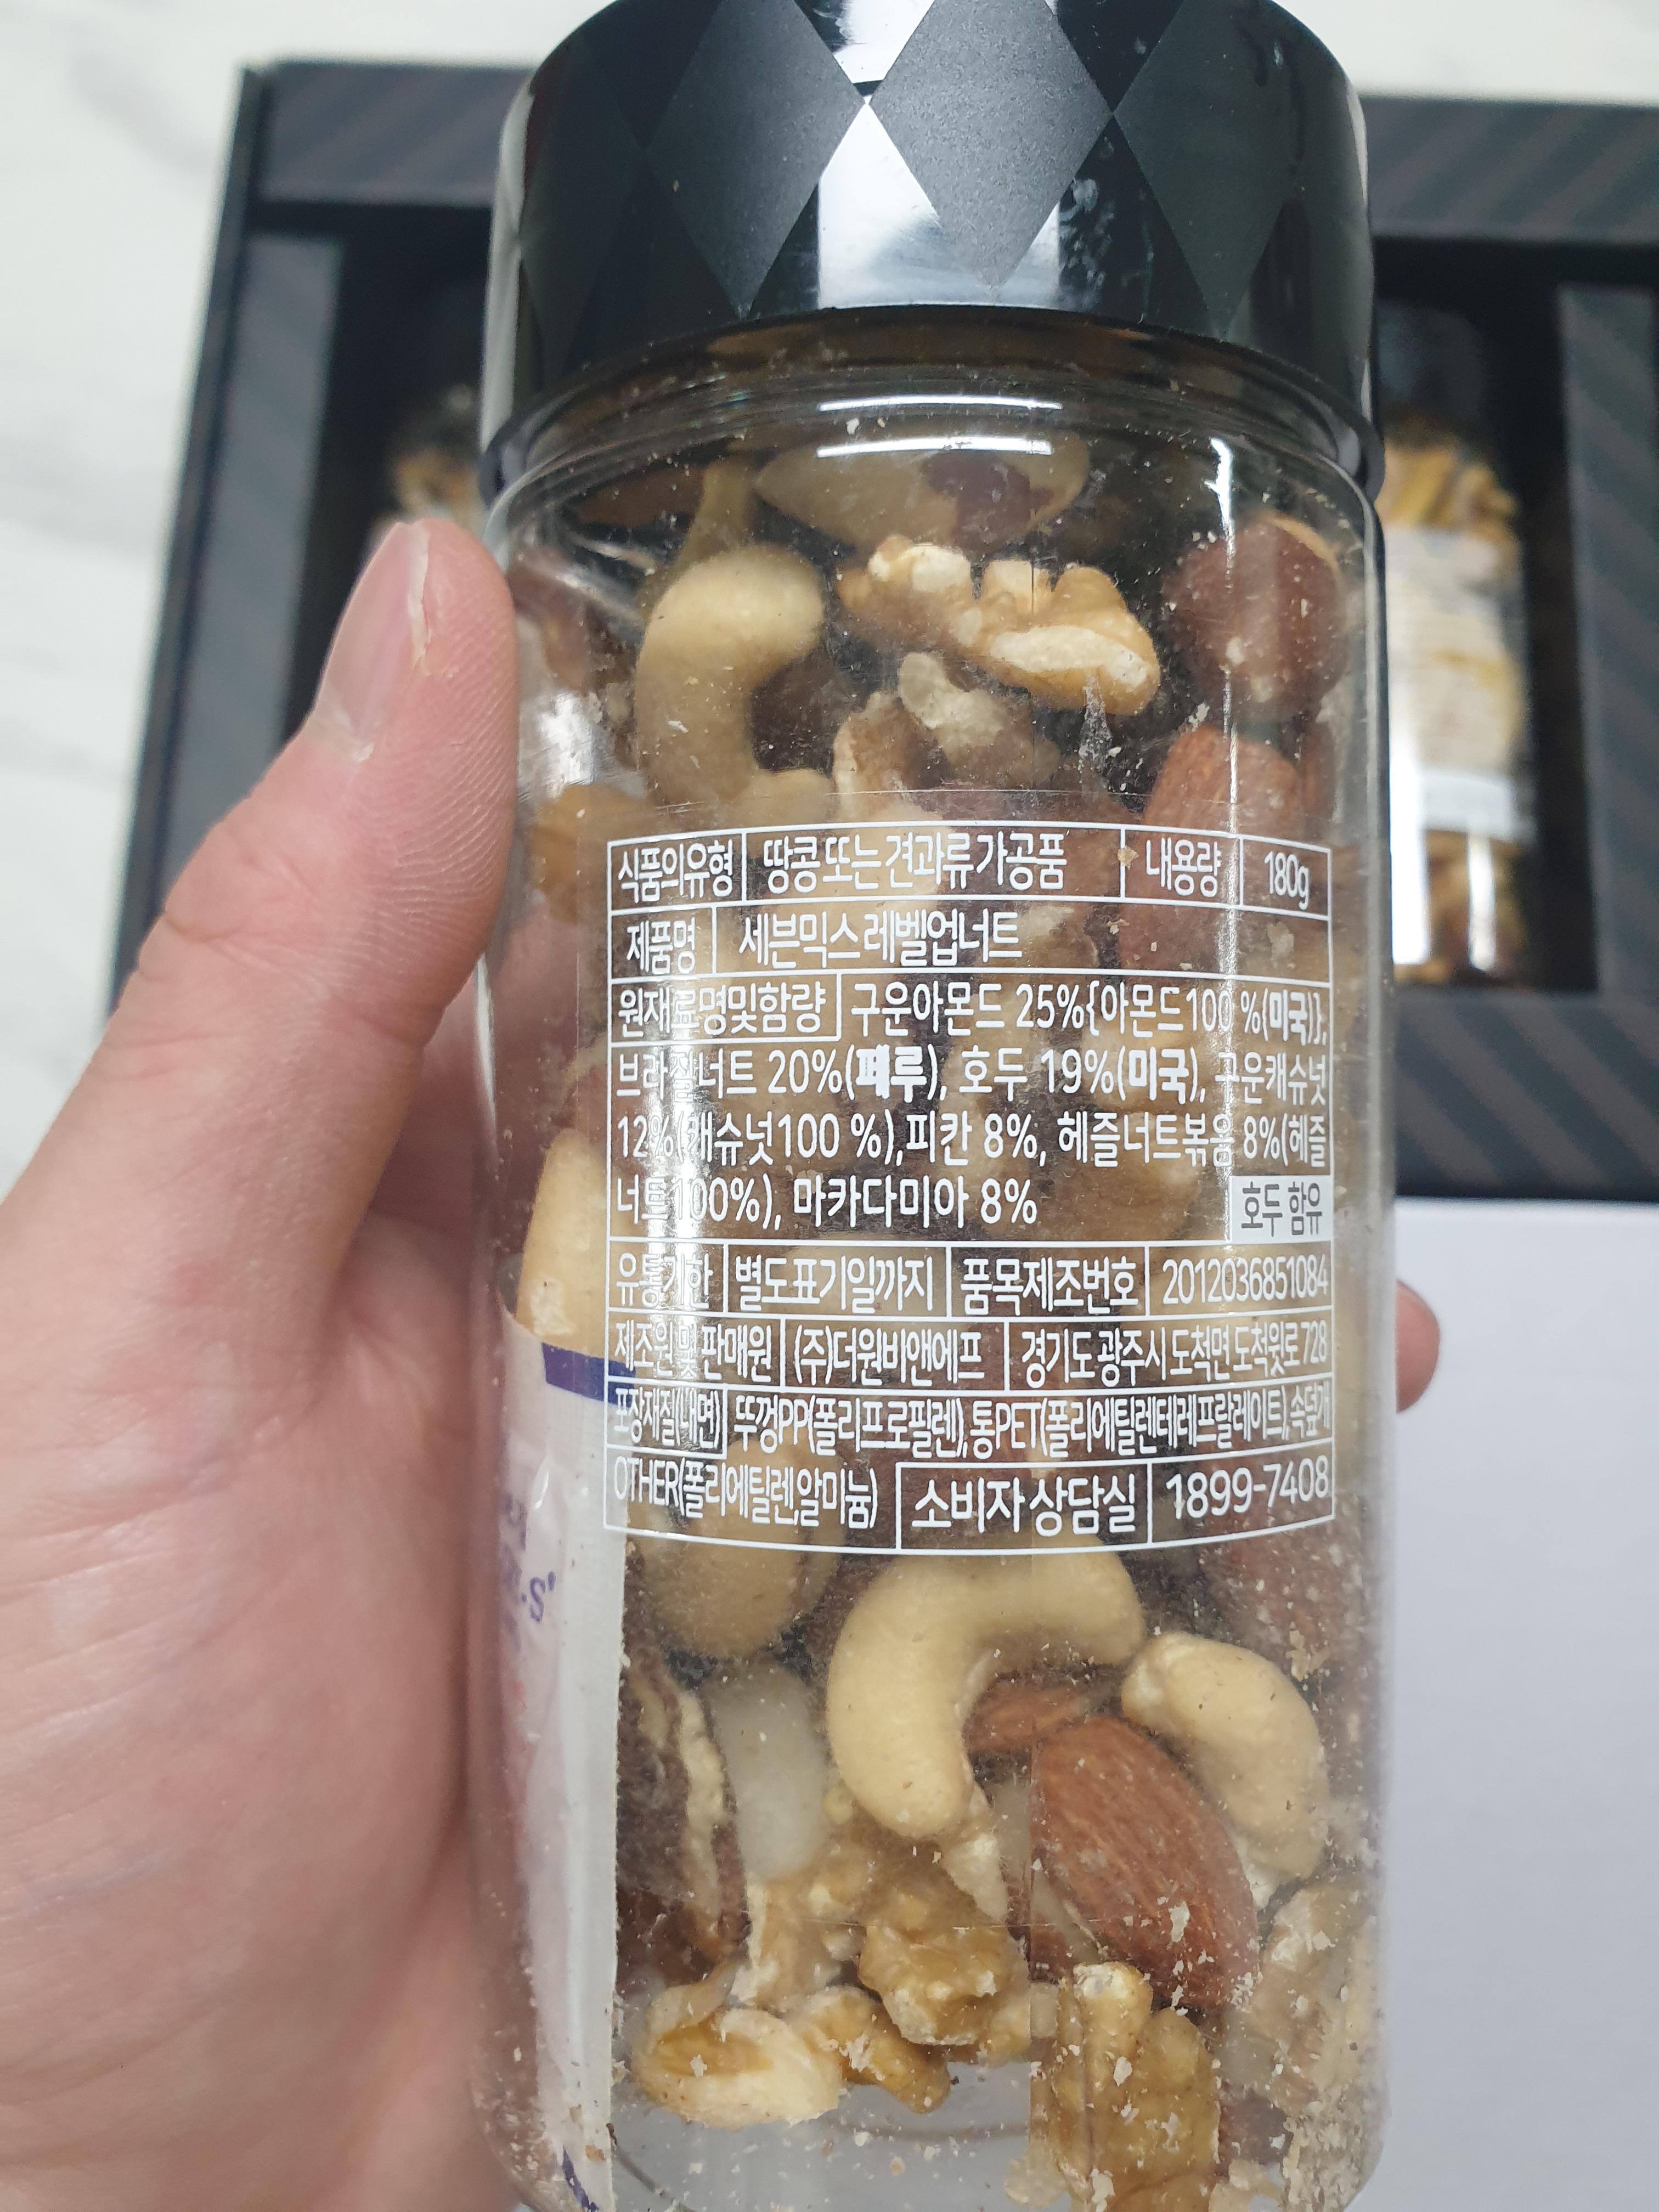 식품의유형 땅콩또는견과류가공품 내용량 180g
제품명 세븐믹스레벨업너트
원재료명및함량 구운아몬드 25%{아몬드100 %(미국)},
브라질너트 20%(페루), 호두 19%(미국), 구운캐슈넛
12%(캐슈넛100 %),피칸 8%, 헤즐너트볶음 8%(헤즐
너트100%), 마카다미아 8% 호두 함유
유통기한 별도표기일까지 품목제조번호 2012036851084
제조원및판매원 (주)더원비앤에프 경기도광주시도척면도척윗로728
포장재질(내면) 뚜껑PP(폴리프로필렌),통PET(폴리에틸렌테레프탈레이트),속덮개
OTHER(폴리에틸렌,알미늄) 소비자상담실 1899-7408